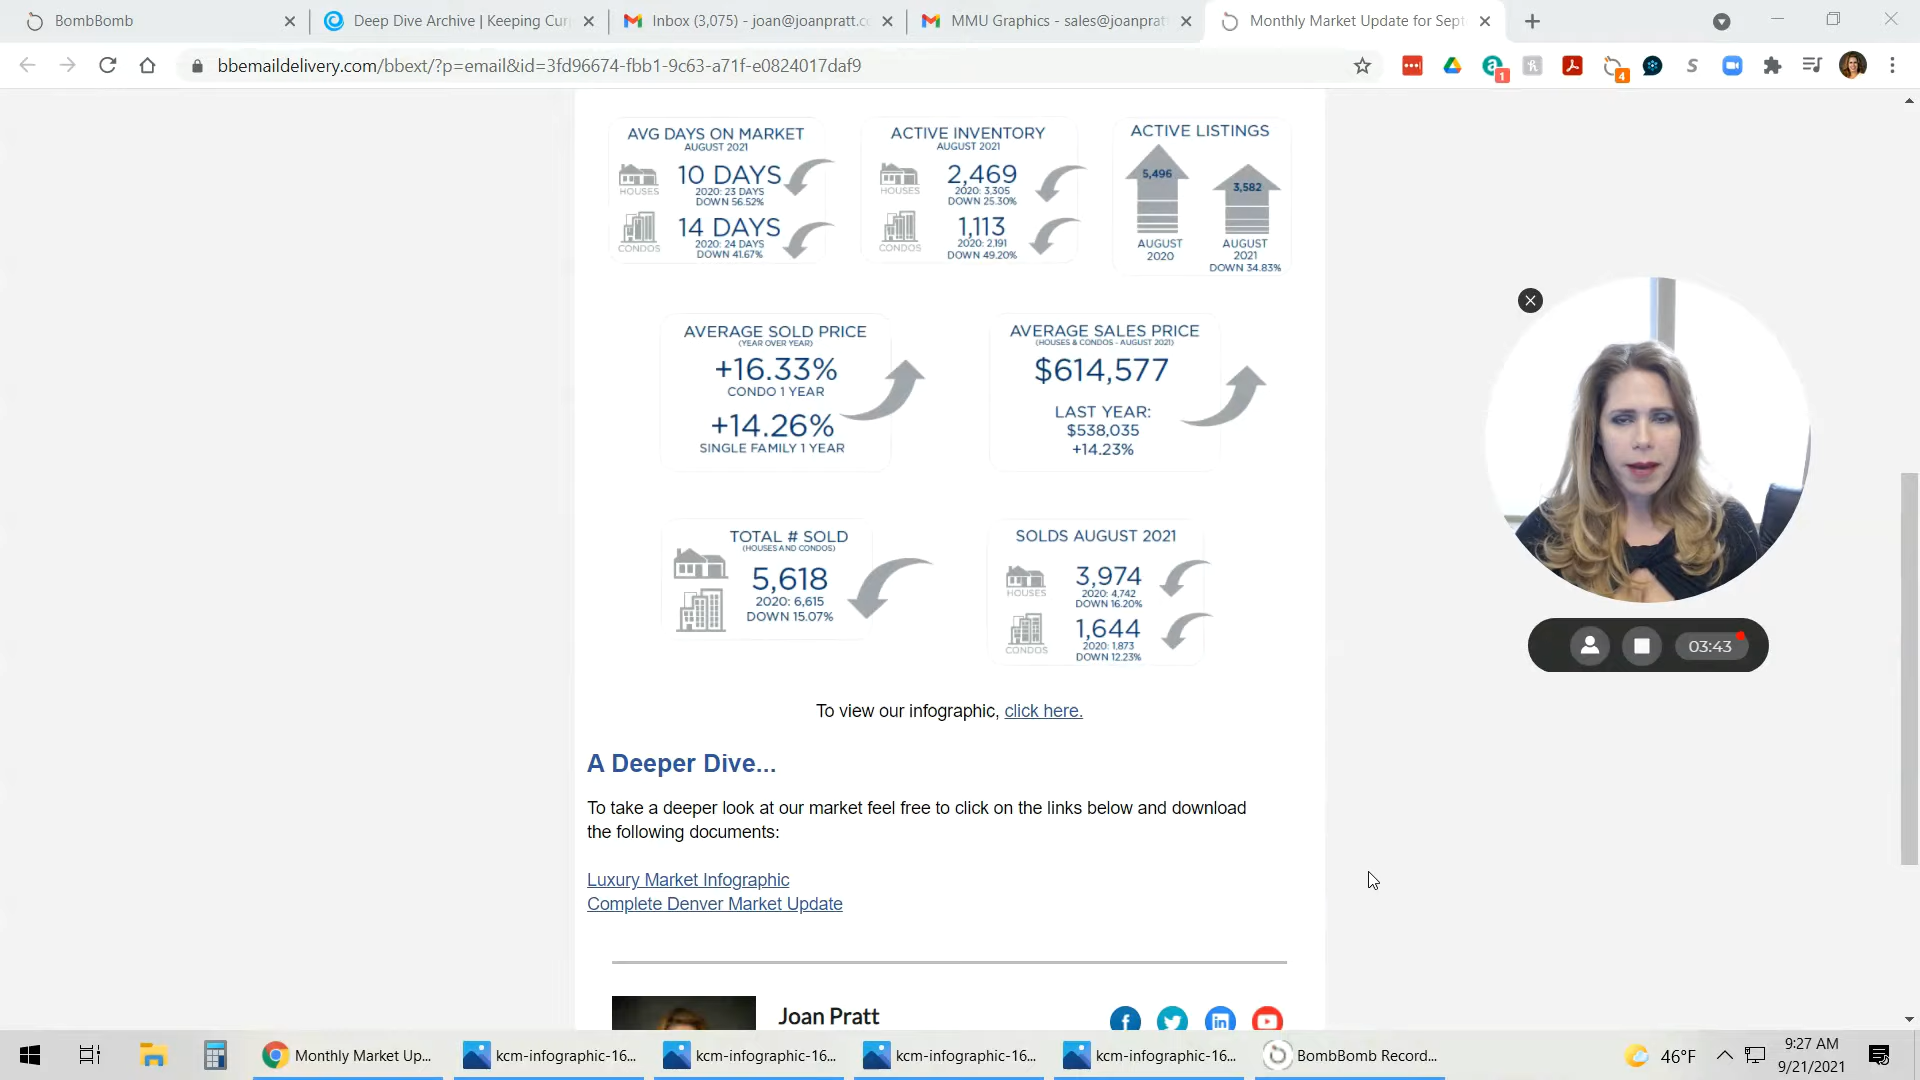 BombBomb
Deep Dive Archive | Keeping Cur
Inbox (3,075) - joan@joanpratt.co
MMU Graphics - sales@joanprat
Monthly Market Update for Sept
bbemaildelivery.com/bbext/?p=email&id=3fd96674-fbb1-9c63-a71f-e0824017daf9
1
4
AVG DAYS ON MARKET
AUGUST 2021
10 DAYS
2020: 23 DAYS
DOWN 56.52%
HOUSES
14 DAYS
2020: 24 DAYS
DOWN 41.67%
CONDOS
ACTIVE INVENTORY
AUGUST 2021
2,469
2020: 3,305
DOWN 25.30%
HOUSES
1,113
2020: 2,191
DOWN 49.20%
CONDOS
ACTIVE LISTINGS
5,496
3,582
AUGUST
2020
AUGUST
2021
DOWN 34.83%
AVERAGE SOLD PRICE
(YEAR OVER YEAR)
+16.33%
CONDO 1 YEAR
+14.26%
SINGLE FAMILY 1 YEAR
AVERAGE SALES PRICE
(HOUSES & CONDOS - AUGUST 2021)
$614,577
LAST YEAR:
$538,035
+14.23%
TOTAL # SOLD
(HOUSES AND CONDOS)
5,618
2020: 6,615
DOWN 15.07%
SOLDS AUGUST 2021
3,974
2020: 4,742
DOWN 16.20%
HOUSES
1,644
2020: 1,873
DOWN 12.23%
CONDOS
03:43
To view our infographic, click here.
A Deeper Dive...
To take a deeper look at our market feel free to click on the links below and download
the following documents:
Luxury Market Infographic
Complete Denver Market Update
Joan Pratt
Monthly Market Up...
kcm-infographic-16...
kcm-infographic-16...
kcm-infographic-16...
kcm-infographic-16...
BombBomb Record...
46°F
9:27 AM
9/21/2021